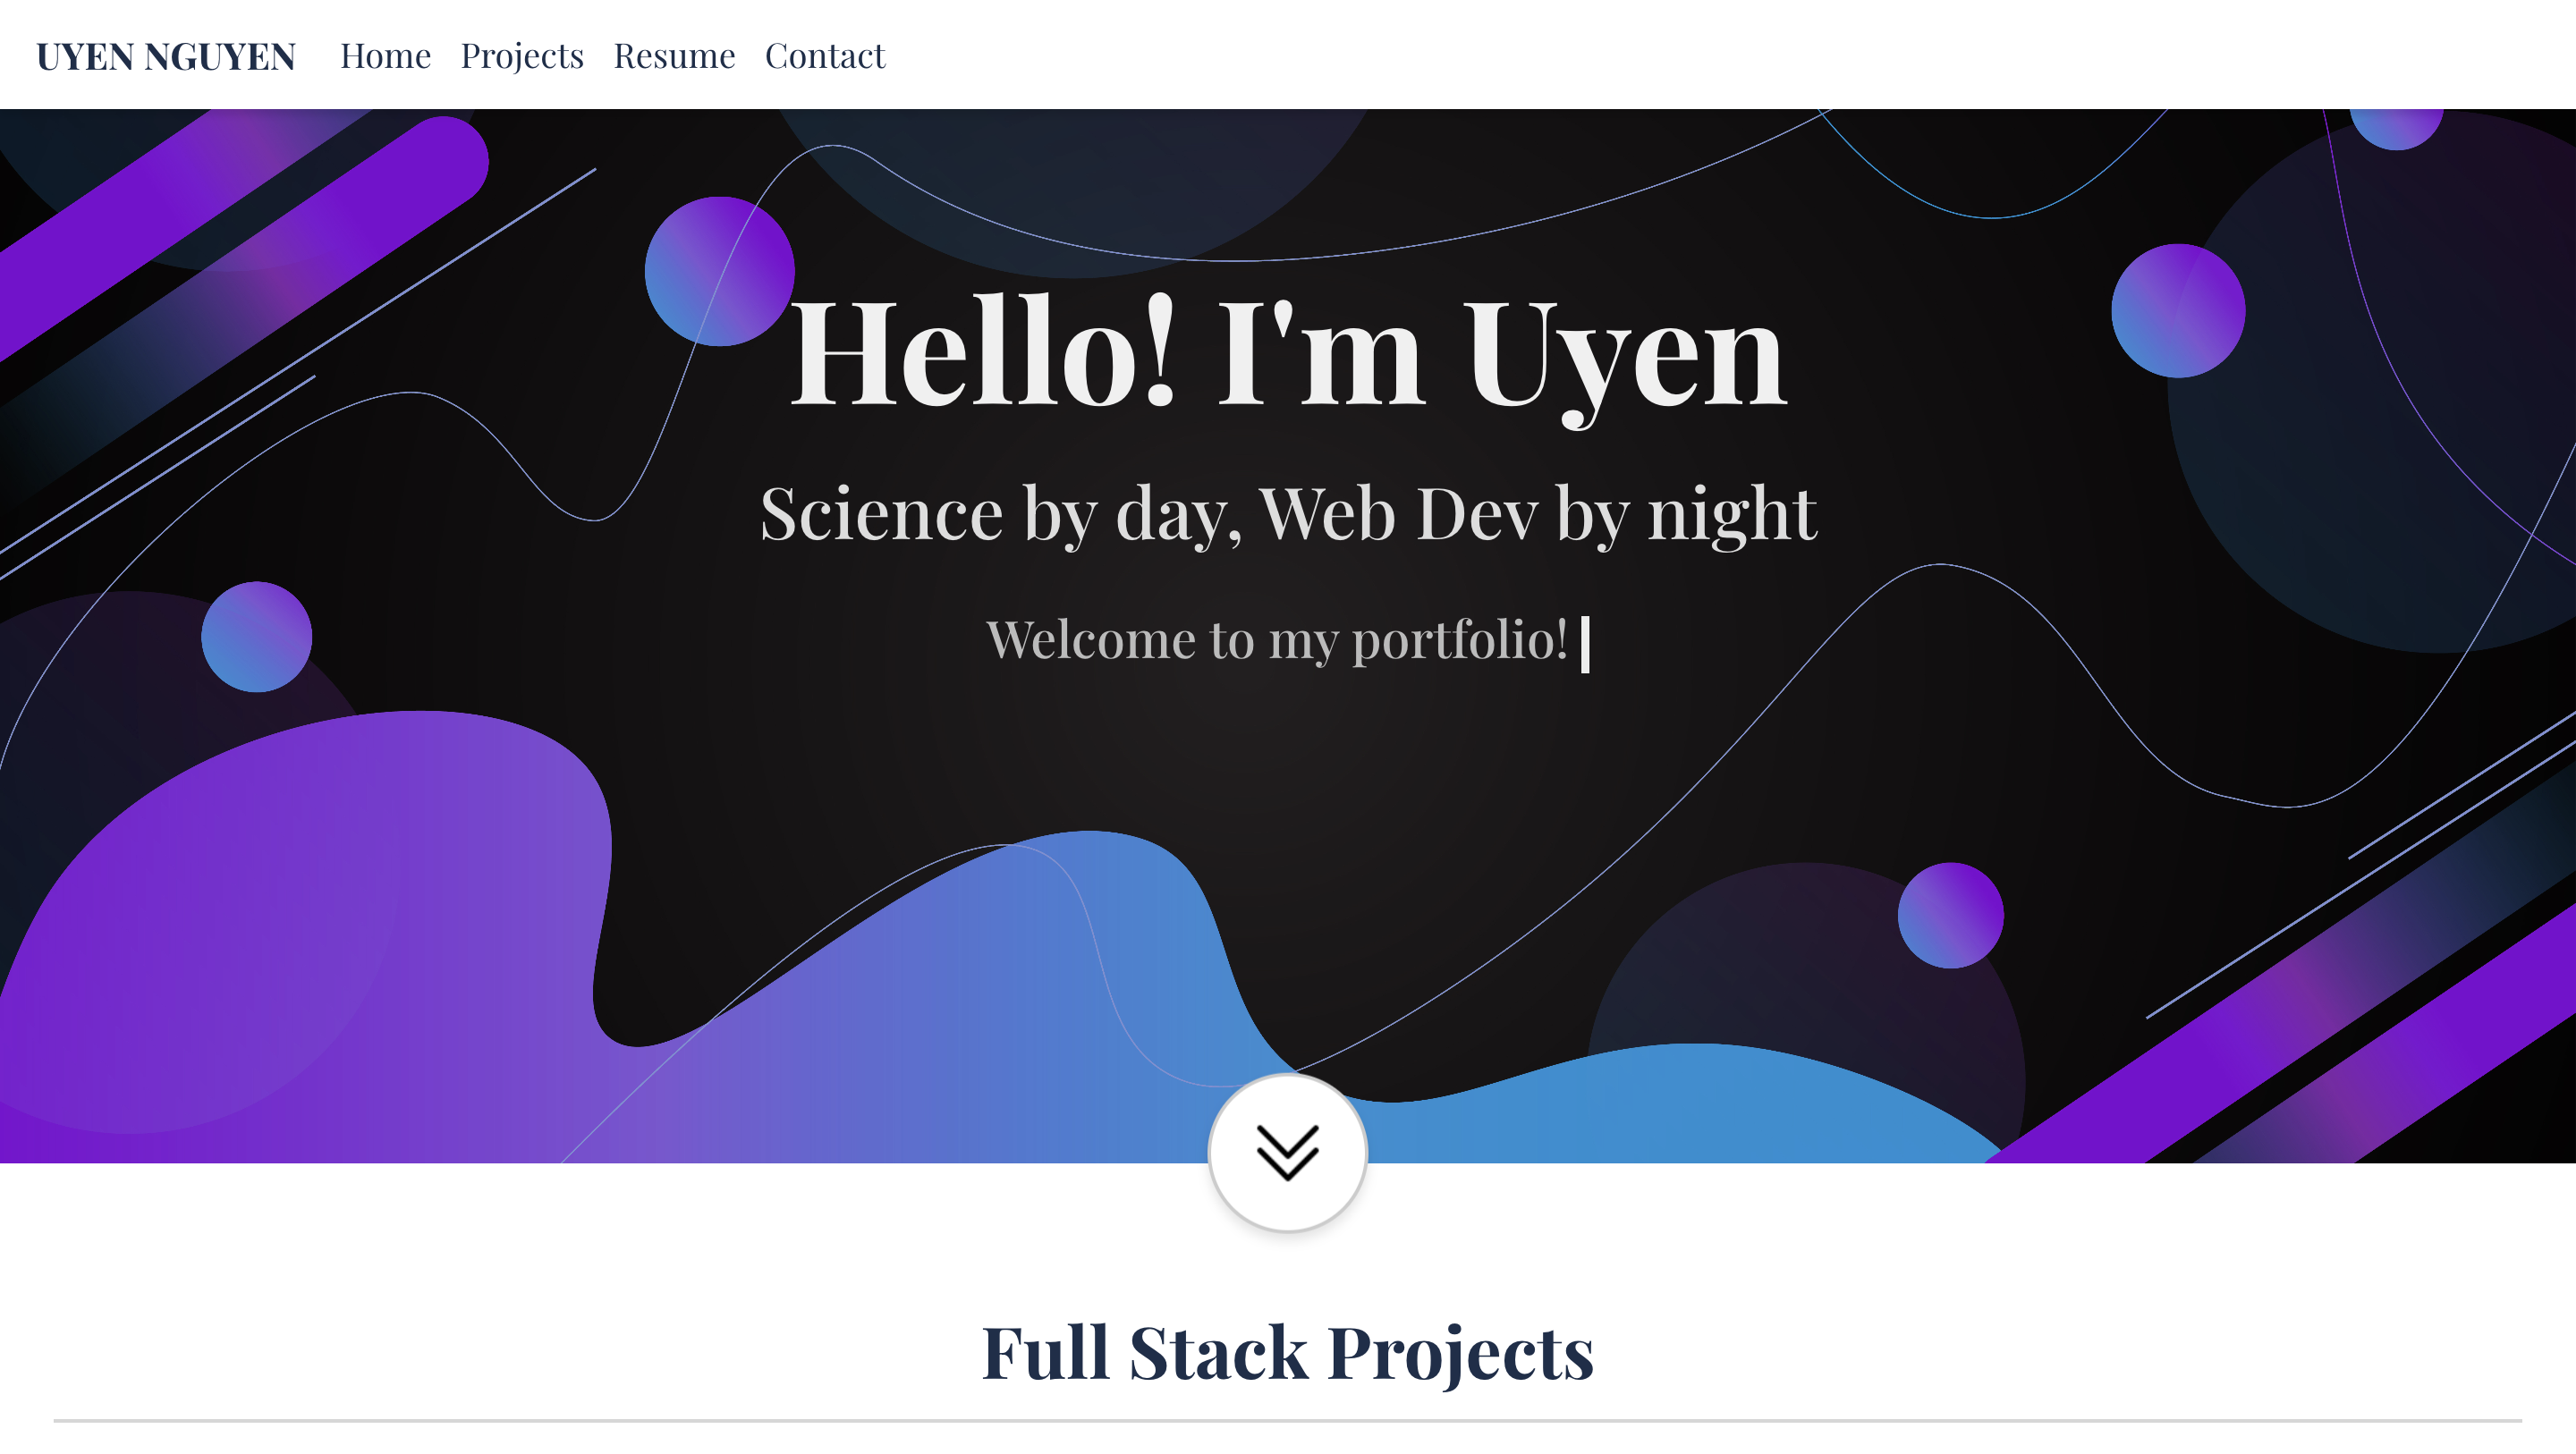 UYEN NGUYEN Home Projects Resume Contact
Hello! I'm Uyen
Science by day, Web Dev by night
Welcome to my portfolio!
Full Stack Projects